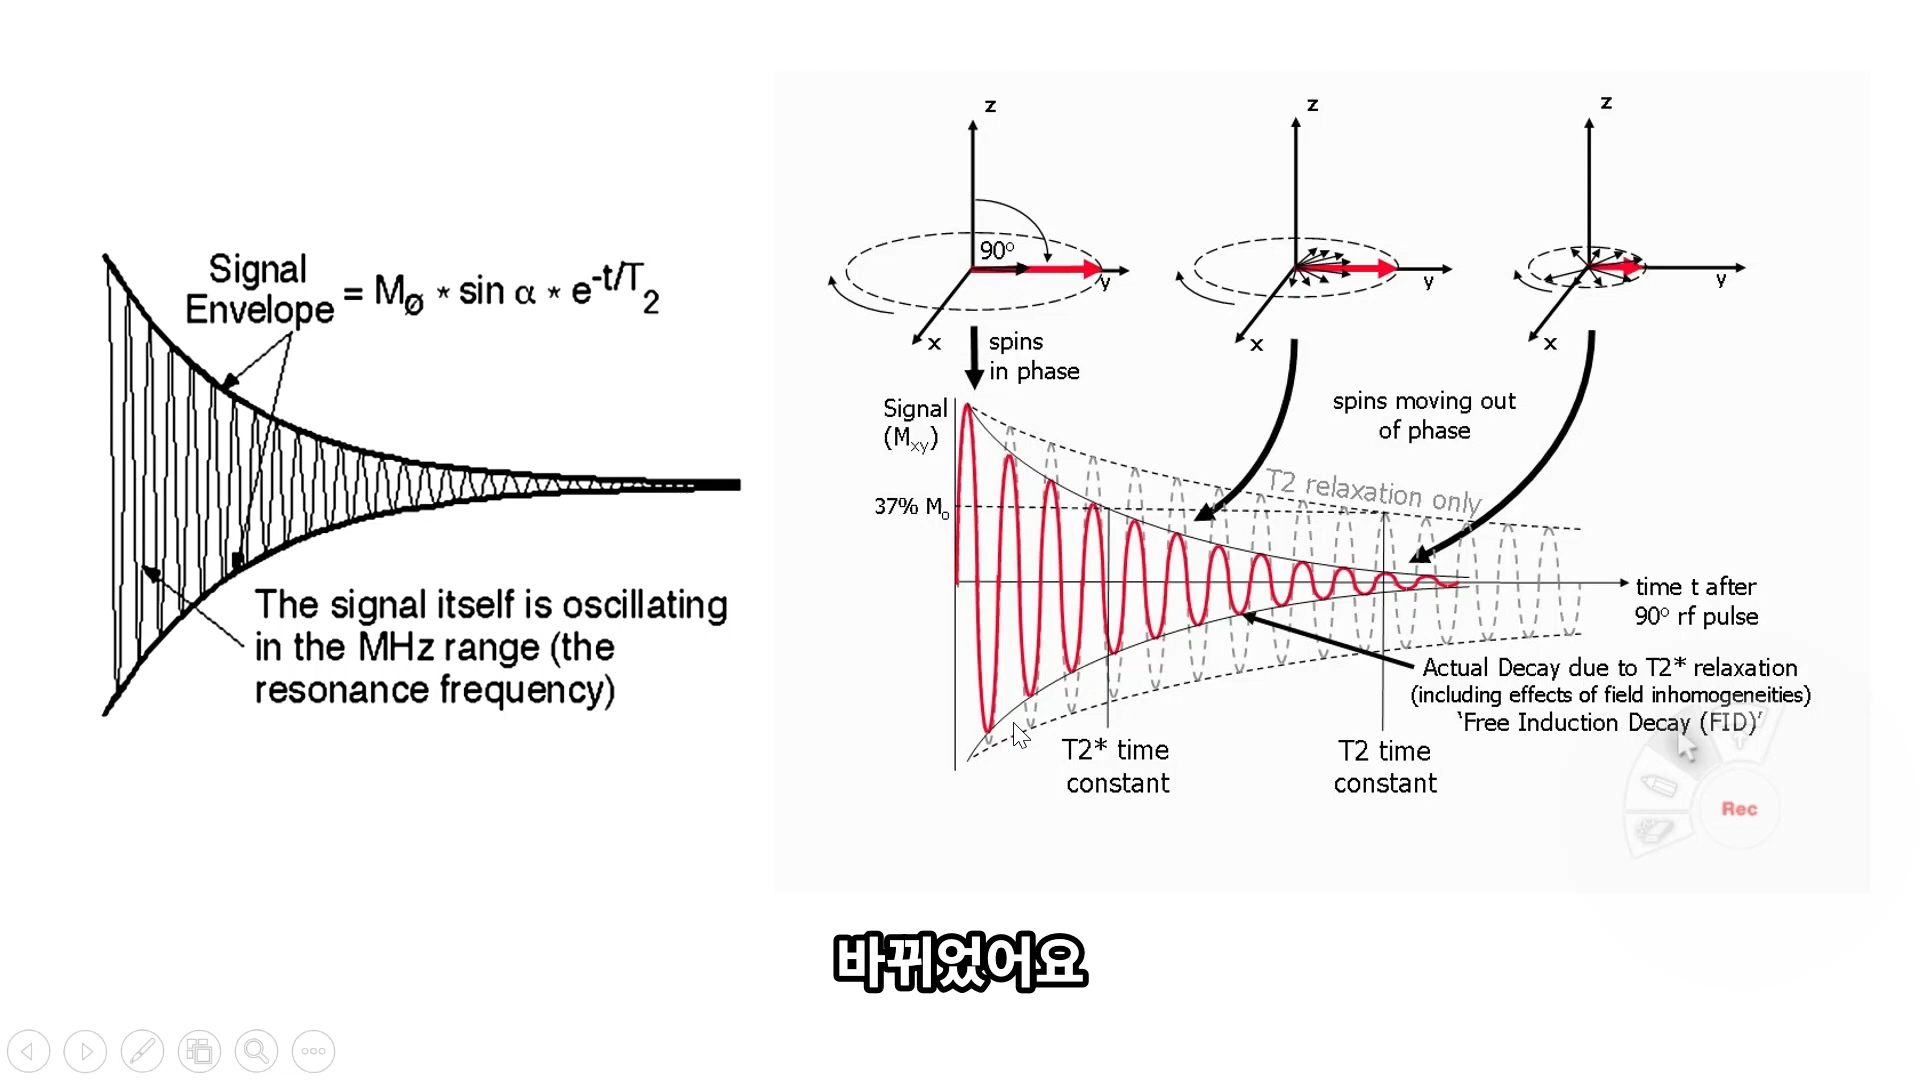 Signal
Envelope = MØ * sin α * e-t/T2
The signal itself is oscillating
in the MHz range (the
resonance frequency)
z
z
z
90°
y
y
y
x
x
x
spins
in phase
spins moving out
of phase
Signal
(Mxy)
T2 relaxation only
37% Mo
time t after
90° rf pulse
Actual Decay due to T2* relaxation
(including effects of field inhomogeneities)
‘Free Induction Decay (FID)’
T2* time
constant
T2 time
constant
Rec
바뀌었어요